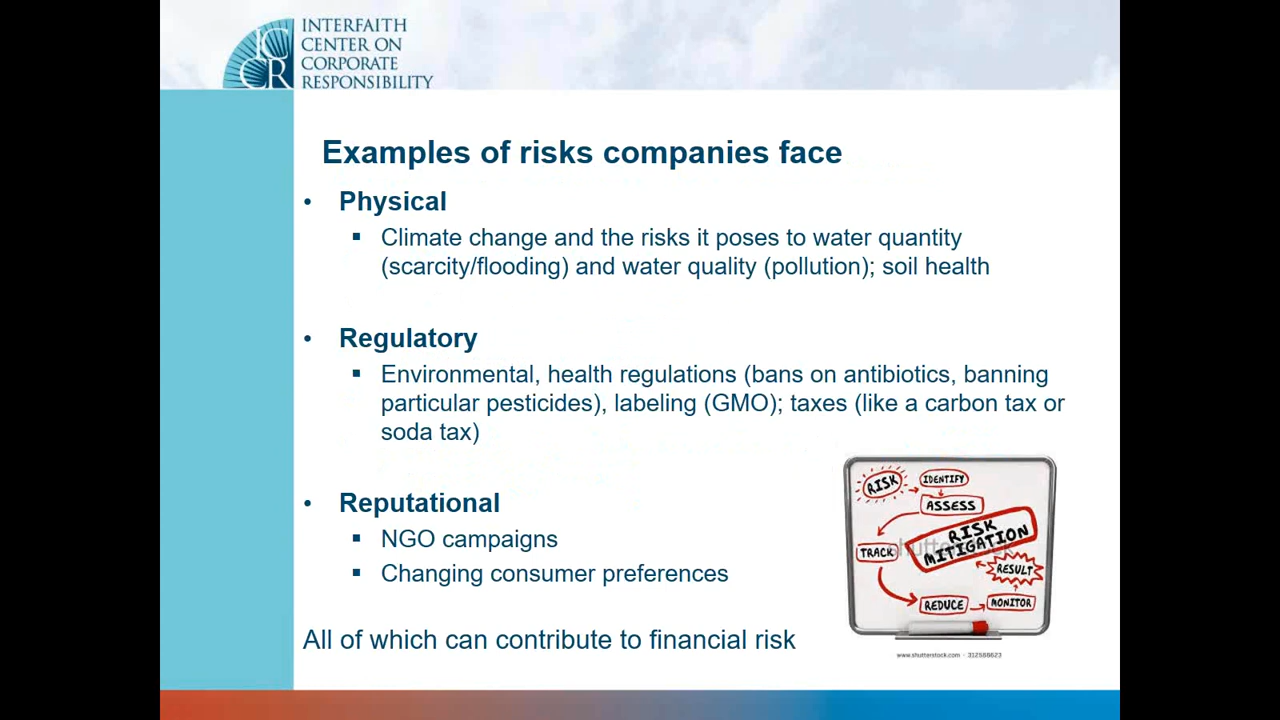 INTERFAITH
CENTER ON
CORPORATE
RESPONSIBILITY
ICCR
Examples of risks companies face
• Physical
▪ Climate change and the risks it poses to water quantity
(scarcity/flooding) and water quality (pollution); soil health
• Regulatory
▪ Environmental, health regulations (bans on antibiotics, banning
particular pesticides), labeling (GMO); taxes (like a carbon tax or
soda tax)
• Reputational
▪ NGO campaigns
▪ Changing consumer preferences
All of which can contribute to financial risk
RISK
IDENTIFY
ASSESS
RISK
MITIGATION
TRACK
RESULT
REDUCE
MONITOR
shutterstock
www.shutterstock.com · 312588623